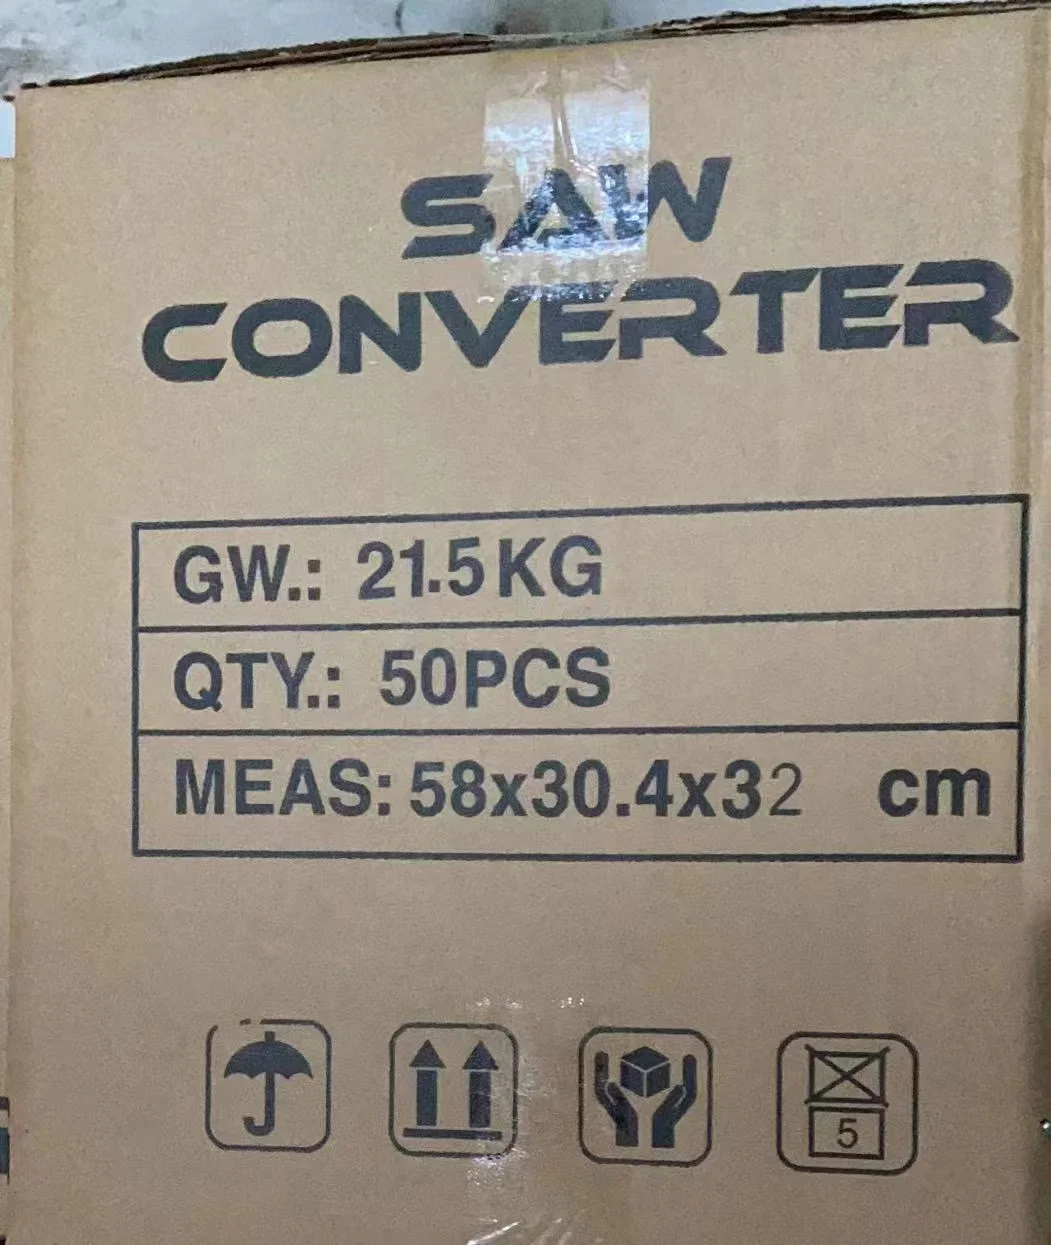 SAW
CONVERTER
GW.: 21.5KG
QTY.: 50PCS
MEAS: 58x30.4x32 cm
5